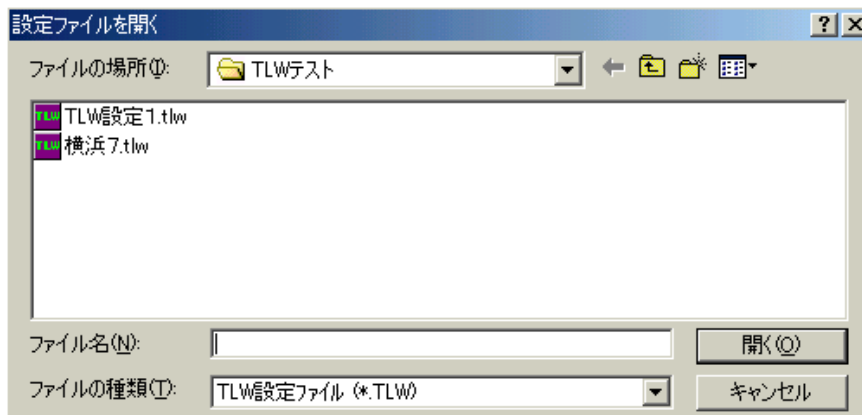 設定ファイルを開く
ファイルの場所(I):
TLWテスト
TLW TLW設定1.tlw
TLW 横浜7.tlw
ファイル名(N):
開く(O)
ファイルの種類(T):
TLW設定ファイル (*.TLW)
キャンセル